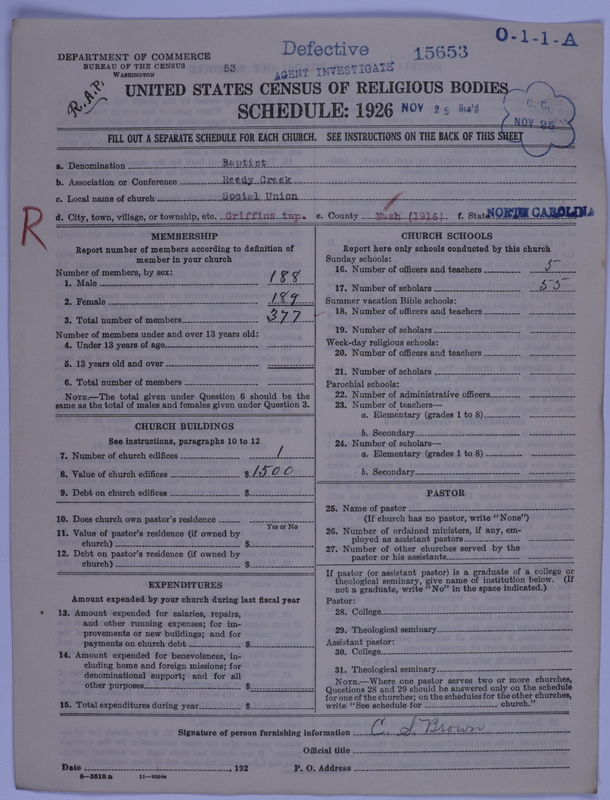 O-1-1-A
Defective 15653
DEPARTMENT OF COMMERCE
BUREAU OF THE CENSUS
WASHINGTON
53
AGENT INVESTIGATE
R.A.P.
UNITED STATES CENSUS OF RELIGIOUS BODIES
SCHEDULE: 1926
NOV 25
C. C.
NOV 25
FILL OUT A SEPARATE SCHEDULE FOR EACH CHURCH. SEE INSTRUCTIONS ON THE BACK OF THIS SHEET
a. Denomination Baptist
b. Association or Conference Reedy Creek
c. Local name of church Social Union
d. City, town, village, or township, etc. Griffins twp. e. County Nash (1916) f. State NORTH CAROLINA
R
MEMBERSHIP
Report number of members according to definition of
member in your church
Number of members, by sex:
1. Male 188
2. Female 189
3. Total number of members 377
Number of members under and over 13 years old:
4. Under 13 years of age
5. 13 years old and over
6. Total number of members
NOTE.—The total given under Question 6 should be the
same as the total of males and females given under Question 3.
CHURCH BUILDINGS
See instructions, paragraphs 10 to 12
7. Number of church edifices 1
8. Value of church edifices $ 1500
9. Debt on church edifices $
10. Does church own pastor's residence
Yes or No
11. Value of pastor's residence (if owned by
church) $
12. Debt on pastor's residence (if owned by
church) $
EXPENDITURES
Amount expended by your church during last fiscal year
13. Amount expended for salaries, repairs,
and other running expenses; for im-
provements or new buildings; and for
payments on church debt $
14. Amount expended for benevolences, in-
cluding home and foreign missions; for
denominational support; and for all
other purposes $
15. Total expenditures during year $
CHURCH SCHOOLS
Report here only schools conducted by this church
Sunday schools:
16. Number of officers and teachers 5
17. Number of scholars 55
Summer vacation Bible schools:
18. Number of officers and teachers
19. Number of scholars
Week-day religious schools:
20. Number of officers and teachers
21. Number of scholars
Parochial schools:
22. Number of administrative officers
23. Number of teachers—
a. Elementary (grades 1 to 8)
b. Secondary
24. Number of scholars—
a. Elementary (grades 1 to 8)
b. Secondary
PASTOR
25. Name of pastor
(If church has no pastor, write "None")
26. Number of ordained ministers, if any, em-
ployed as assistant pastors
27. Number of other churches served by the
pastor or his assistants
If pastor (or assistant pastor) is a graduate of a college or
theological seminary, give name of institution below. (If
not a graduate, write "No" in the space indicated.)
Pastor:
28. College
29. Theological seminary
Assistant pastor:
30. College
31. Theological seminary
NOTE.—Where one pastor serves two or more churches,
Questions 28 and 29 should be answered only on the schedule
for one of the churches; on the schedules for the other churches,
write "See schedule for church."
Signature of person furnishing information C. S. Brown
Official title
Date , 192 P. O. Address
8-5518a 11-9034a